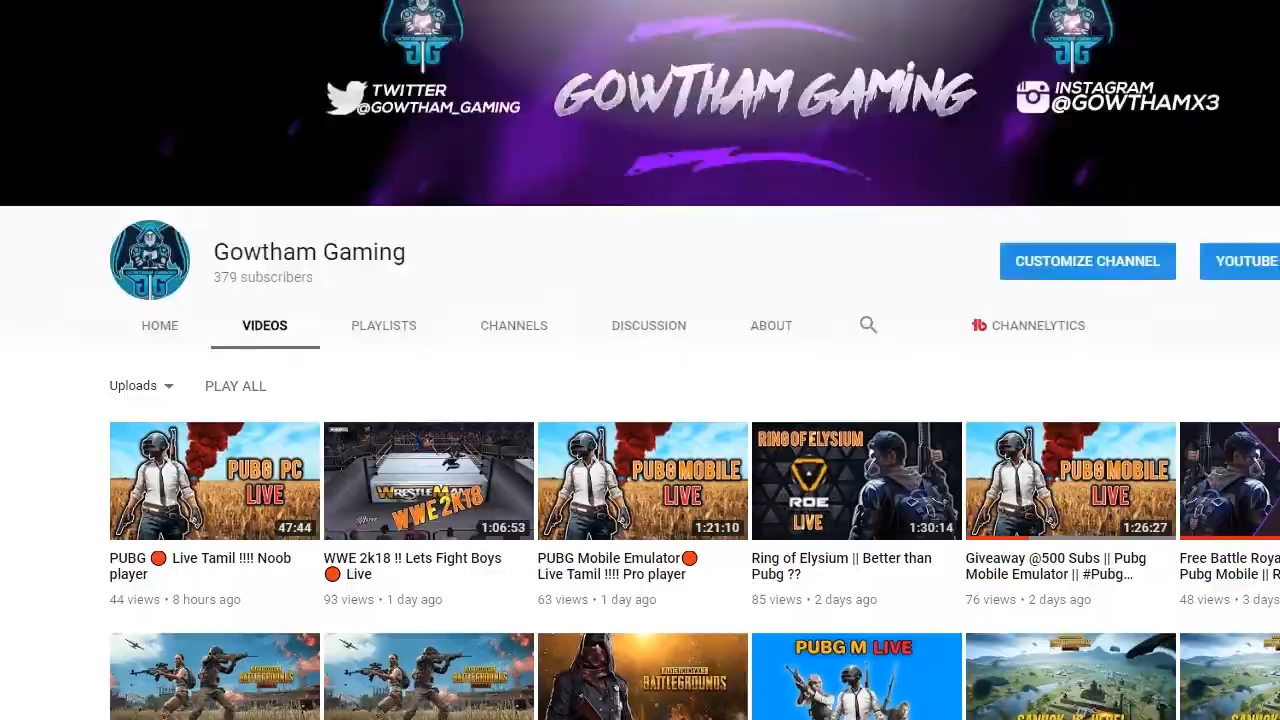 TWITTER
@GOWTHAM_GAMING
GOWTHAM GAMING
INSTAGRAM
@GOWTHAMX3
Gowtham Gaming
379 subscribers
CUSTOMIZE CHANNEL
YOUTUBE
HOME
VIDEOS
PLAYLISTS
CHANNELS
DISCUSSION
ABOUT
CHANNELYTICS
Uploads
PLAY ALL
PUBG PC
LIVE
47:44
WRESTLEMANIA
WWE 2K18
1:06:53
PUBG MOBILE
LIVE
1:21:10
RING OF ELYSIUM
ROE
LIVE
1:30:14
PUBG MOBILE
LIVE
1:26:27
PUBG 🔴 Live Tamil !!!! Noob
player
44 views • 8 hours ago
WWE 2k18 !! Lets Fight Boys
🔴 Live
93 views • 1 day ago
PUBG Mobile Emulator🔴
Live Tamil !!!! Pro player
63 views • 1 day ago
Ring of Elysium || Better than
Pubg ??
85 views • 2 days ago
Giveaway @500 Subs || Pubg
Mobile Emulator || #Pubg...
76 views • 2 days ago
Free Battle Roya
Pubg Mobile || R
48 views • 3 days
BATTLEGROUNDS
BATTLEGROUNDS
PLAYERUNKNOWN'S
BATTLEGROUNDS
PUBG M LIVE
SANHOK IS HERE!